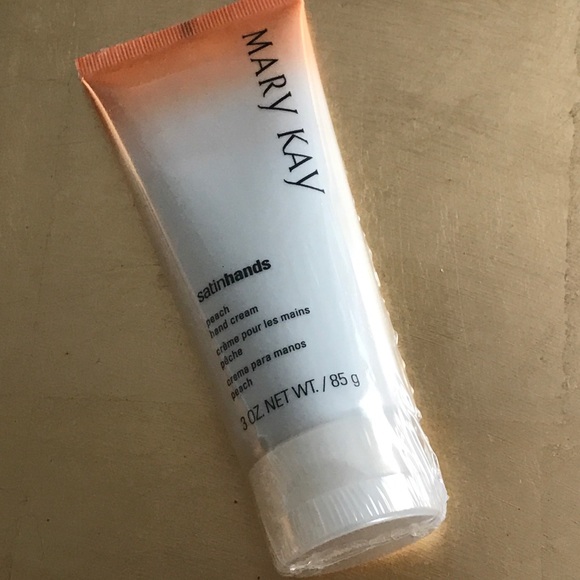 MARY KAY
satinhands
peach
hand cream
crème pour les mains
pêche
crema para manos
peach
3 OZ. NET WT. / 85 g